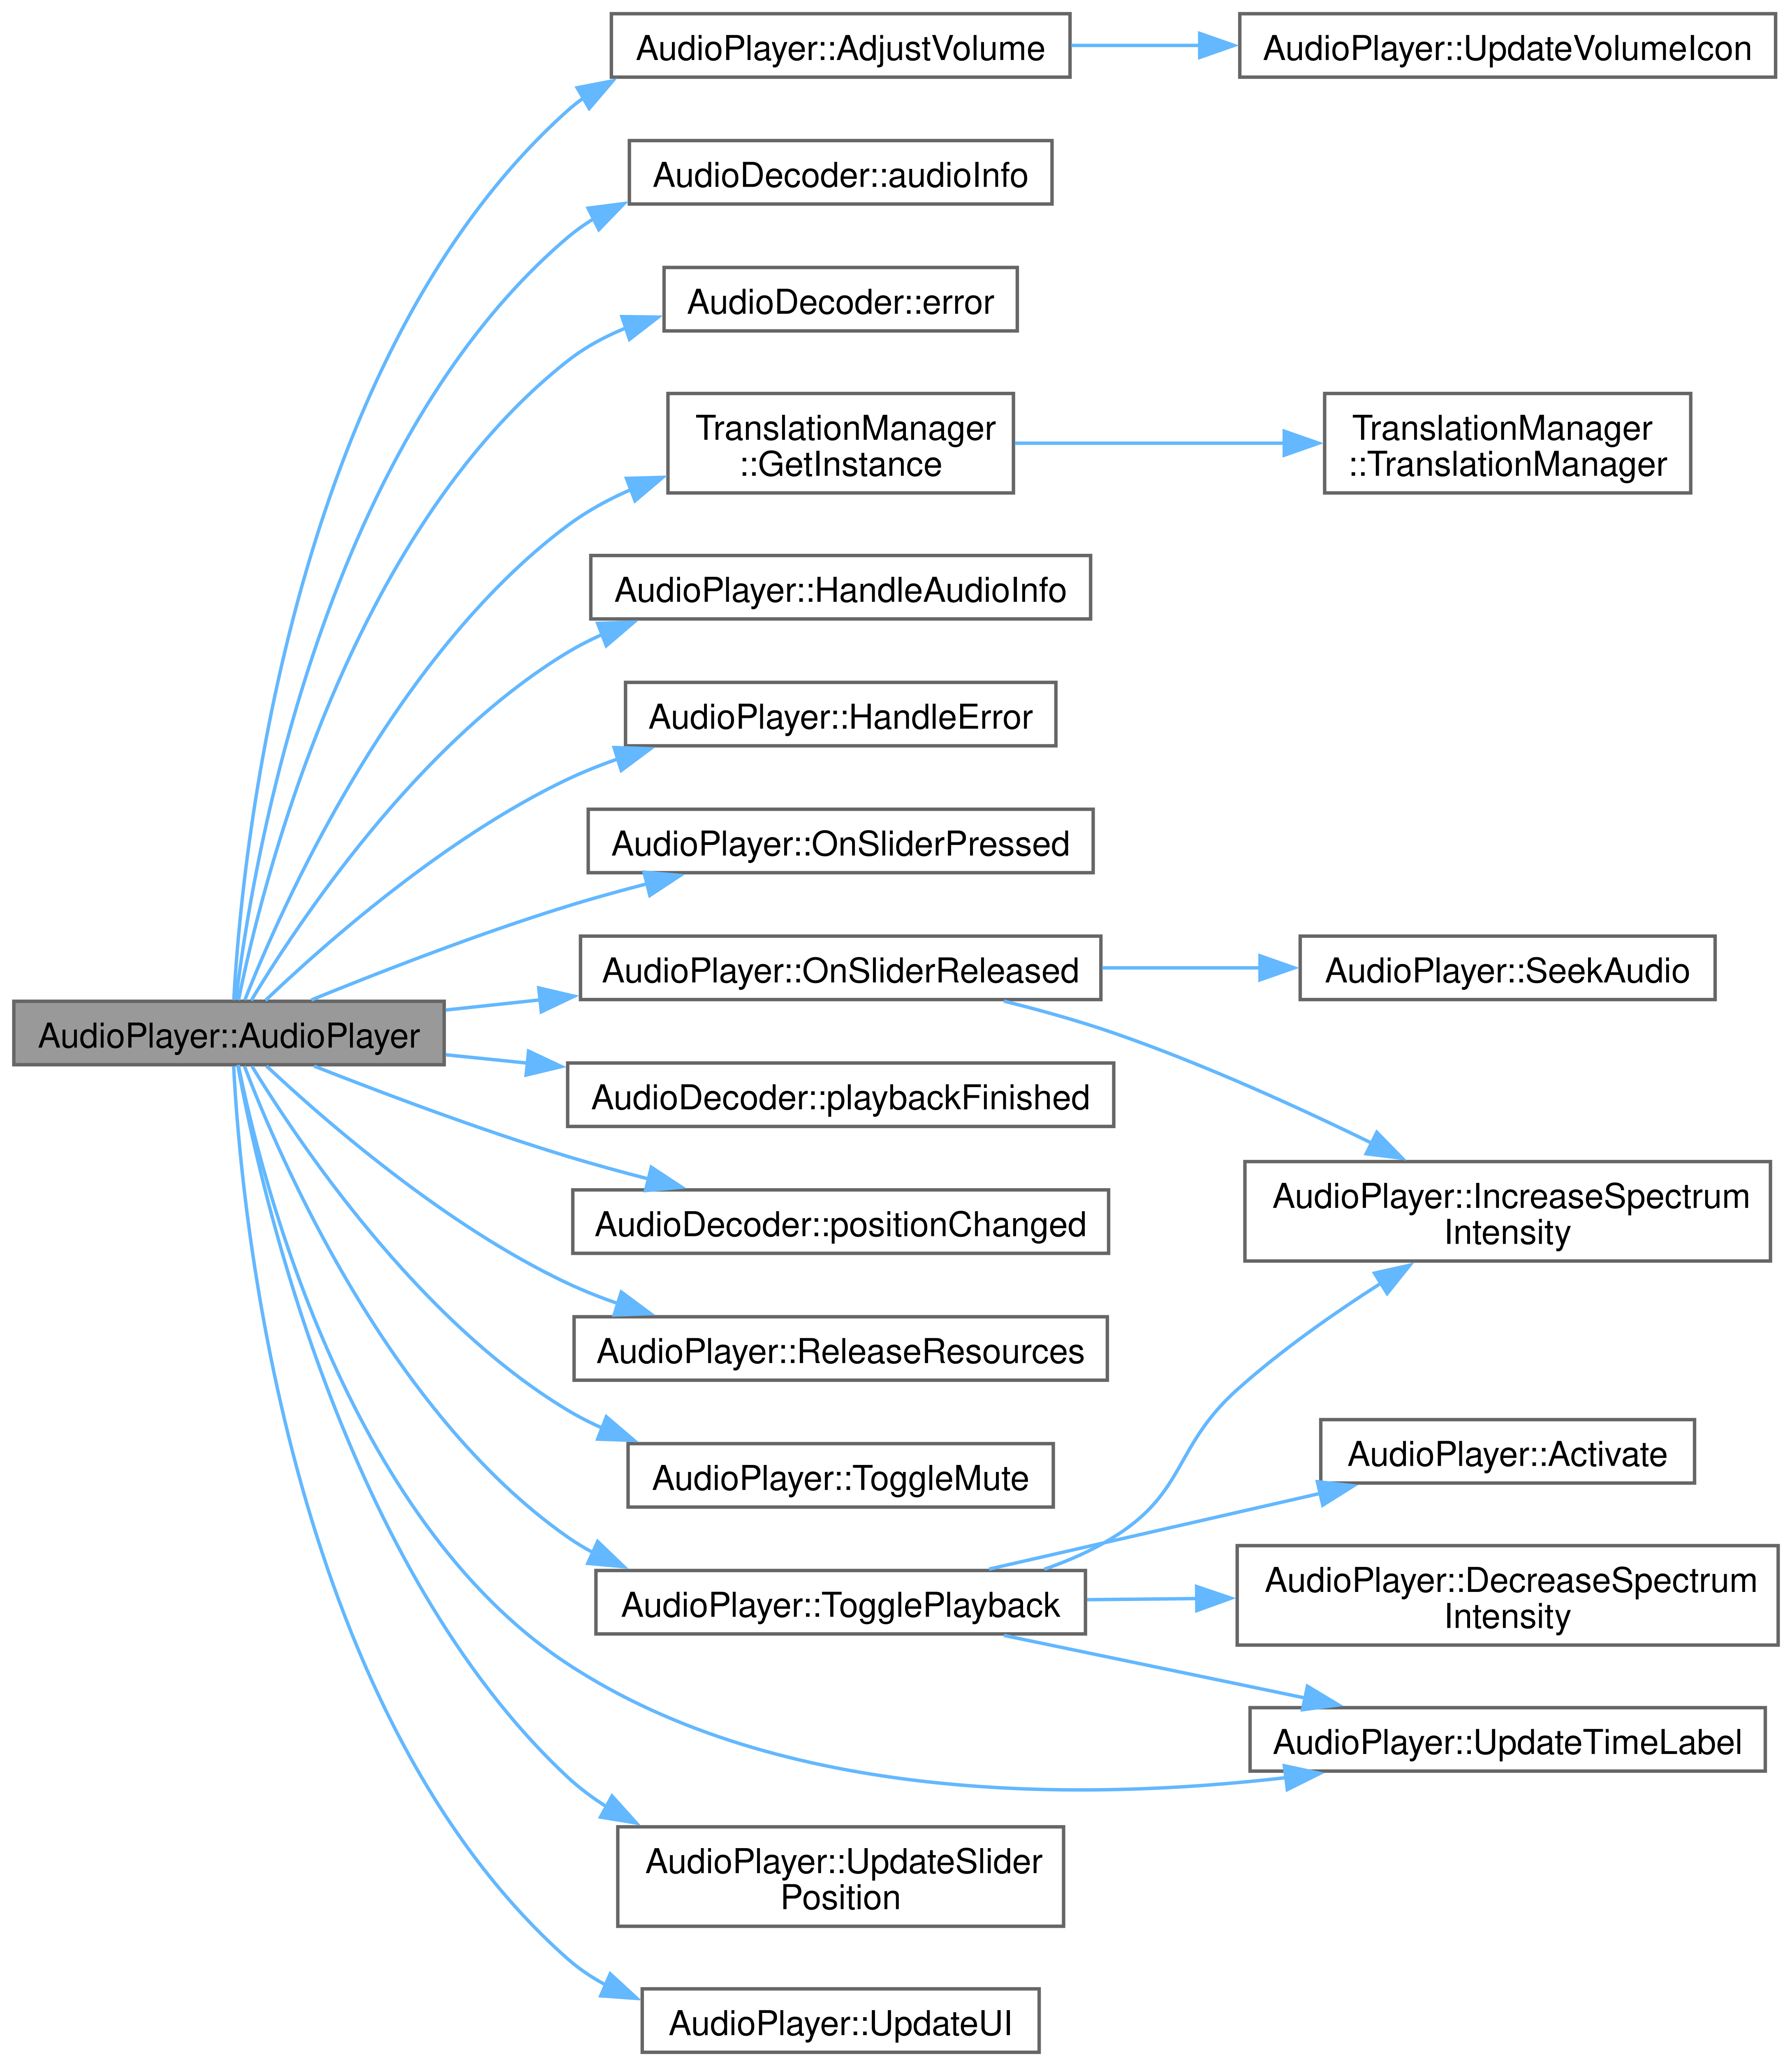 AudioPlayer::AudioPlayer
AudioPlayer::AdjustVolume
AudioPlayer::UpdateVolumeIcon
AudioDecoder::audioInfo
AudioDecoder::error
TranslationManager
::GetInstance
TranslationManager
::TranslationManager
AudioPlayer::HandleAudioInfo
AudioPlayer::HandleError
AudioPlayer::OnSliderPressed
AudioPlayer::OnSliderReleased
AudioPlayer::SeekAudio
AudioDecoder::playbackFinished
AudioPlayer::IncreaseSpectrum
Intensity
AudioDecoder::positionChanged
AudioPlayer::ReleaseResources
AudioPlayer::ToggleMute
AudioPlayer::Activate
AudioPlayer::TogglePlayback
AudioPlayer::DecreaseSpectrum
Intensity
AudioPlayer::UpdateTimeLabel
AudioPlayer::UpdateSlider
Position
AudioPlayer::UpdateUI